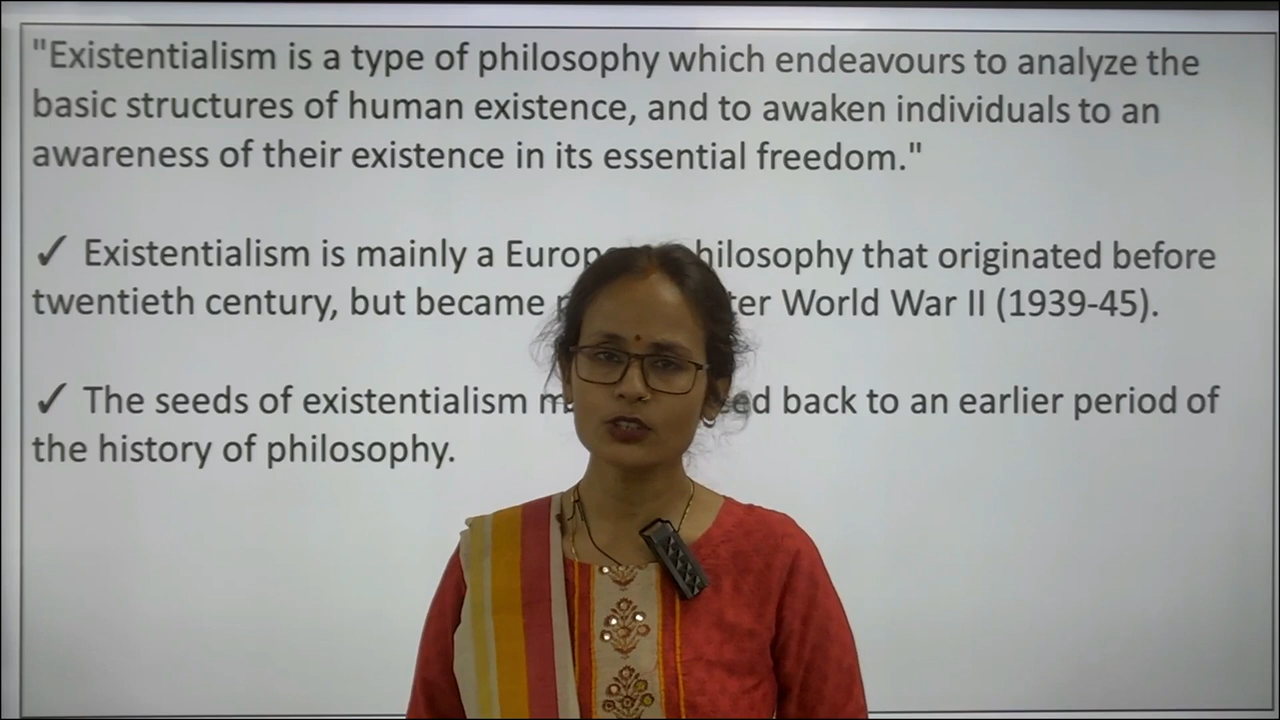 "Existentialism is a type of philosophy which endeavours to analyze the
basic structures of human existence, and to awaken individuals to an
awareness of their existence in its essential freedom."
✓ Existentialism is mainly a Europ hilosophy that originated before
twentieth century, but became ter World War II (1939-45).
✓ The seeds of existentialism ed back to an earlier period of
the history of philosophy.